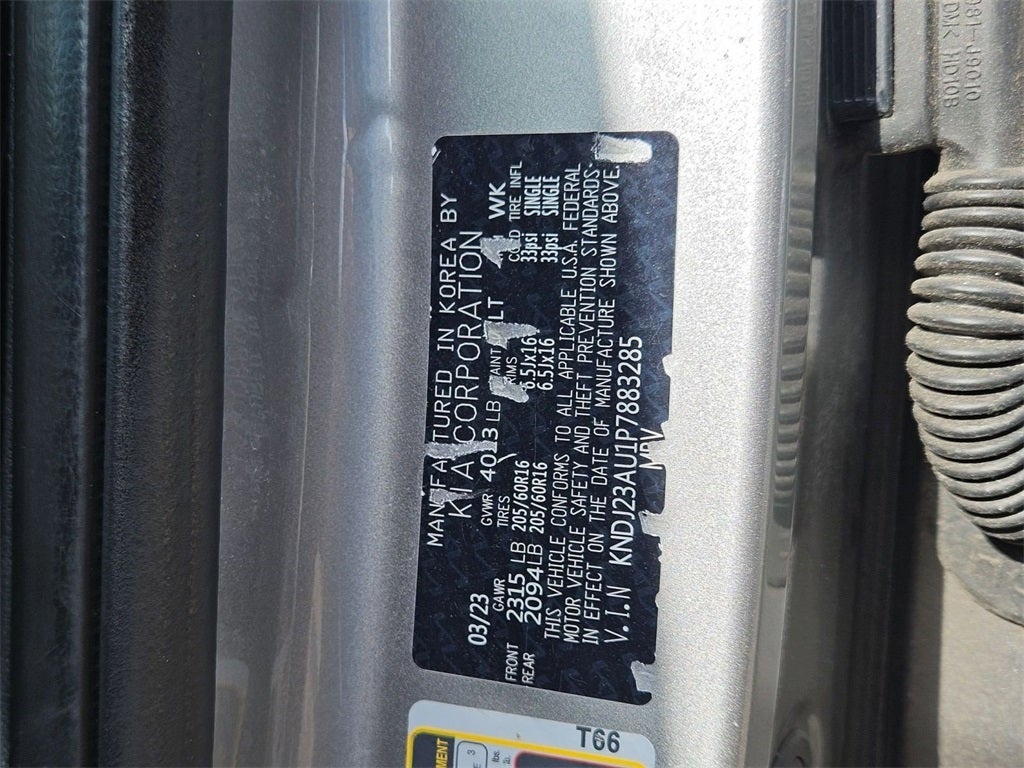 MANUFA TURED IN KOREA BY
K I A CORPORATION
03/23 GVWR 4013 LB LT WK
GAWR TIRES RIMS COLD TIRE INFL
FRONT 2315 LB 205/60R16 6.5Jx16 33psi SINGLE
REAR 2094LB 205/60R16 6.5Jx16 33psi SINGLE
THIS VEHICLE CONFORMS TO ALL APPLICABLE U.S.A. FEDERAL
MOTOR VEHICLE SAFETY AND THEFT PREVENTION STANDARDS
IN EFFECT ON THE DATE OF MANUFACTURE SHOWN ABOVE.
V.I.N KNDJ23AU1P7883285
MPV
T66